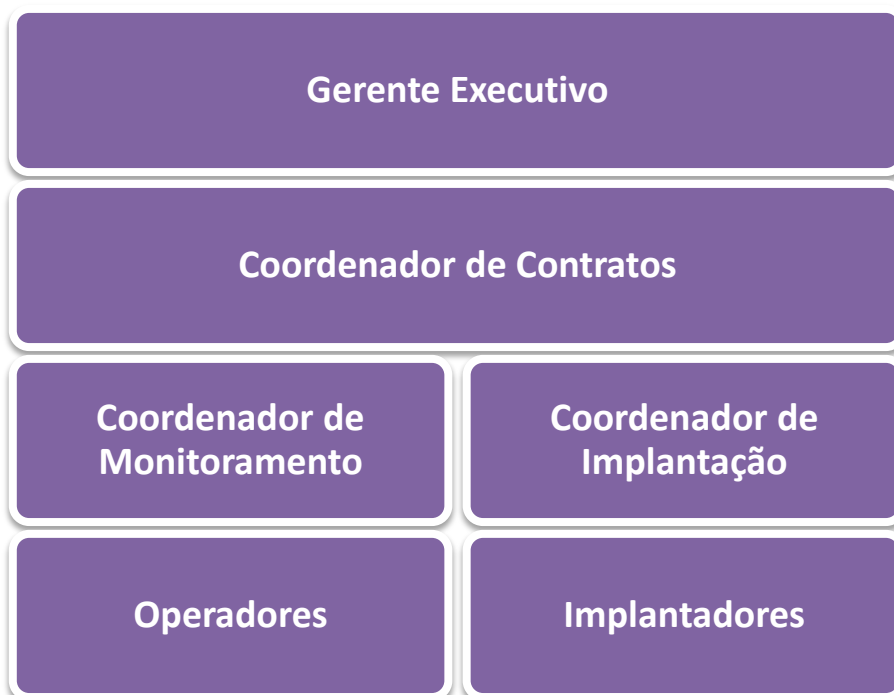 Gerente Executivo
Coordenador de Contratos
Coordenador de
Monitoramento
Coordenador de
Implantação
Operadores
Implantadores